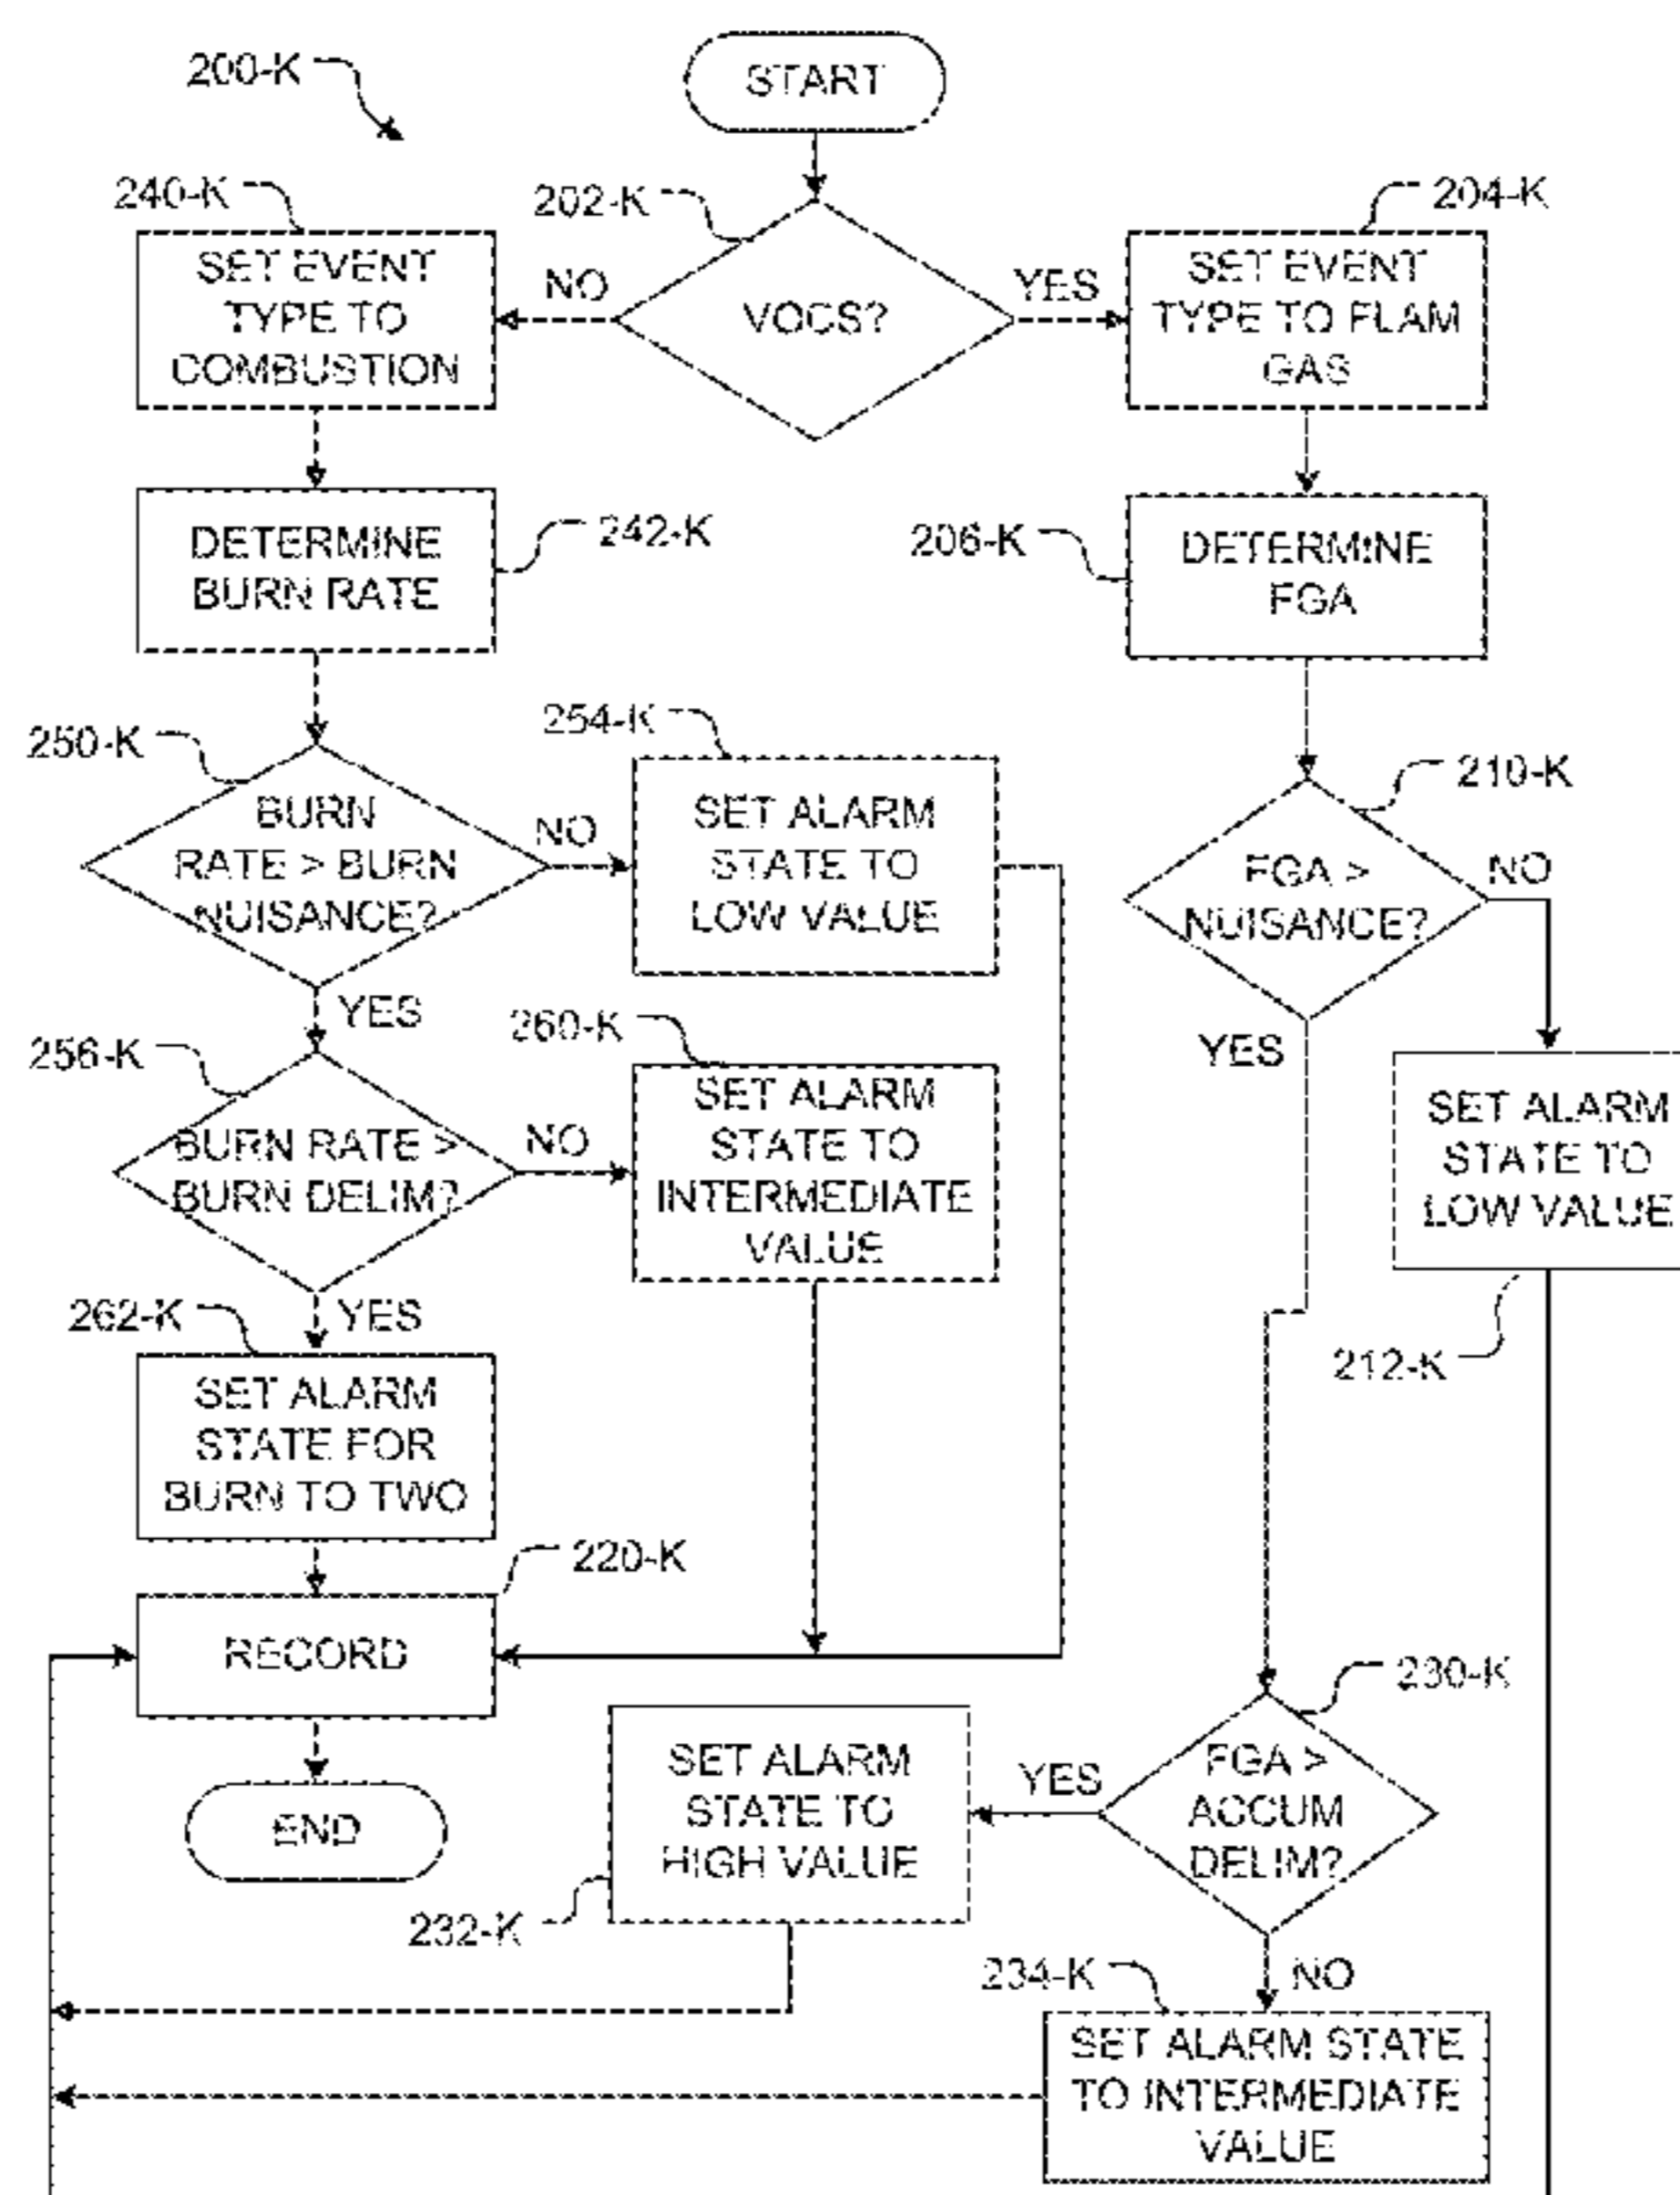 200-K
START
240-K
202-K
204-K
SET EVENT
TYPE TO
COMBUSTION
NO
VOCS?
YES
SET EVENT
TYPE TO FLAM
GAS
DETERMINE
BURN RATE
242-K
206-K
DETERMINE
FGA
250-K
BURN
RATE > BURN
NUISANCE?
NO
254-K
SET ALARM
STATE TO
LOW VALUE
210-K
FGA >
NUISANCE?
NO
YES
YES
256-K
BURN RATE >
BURN DELIM?
NO
260-K
SET ALARM
STATE TO
INTERMEDIATE
VALUE
SET ALARM
STATE TO
LOW VALUE
212-K
262-K
YES
SET ALARM
STATE FOR
BURN TO TWO
220-K
RECORD
END
230-K
FGA >
ACCUM
DELIM?
YES
SET ALARM
STATE TO
HIGH VALUE
232-K
234-K
NO
SET ALARM STATE
TO INTERMEDIATE
VALUE